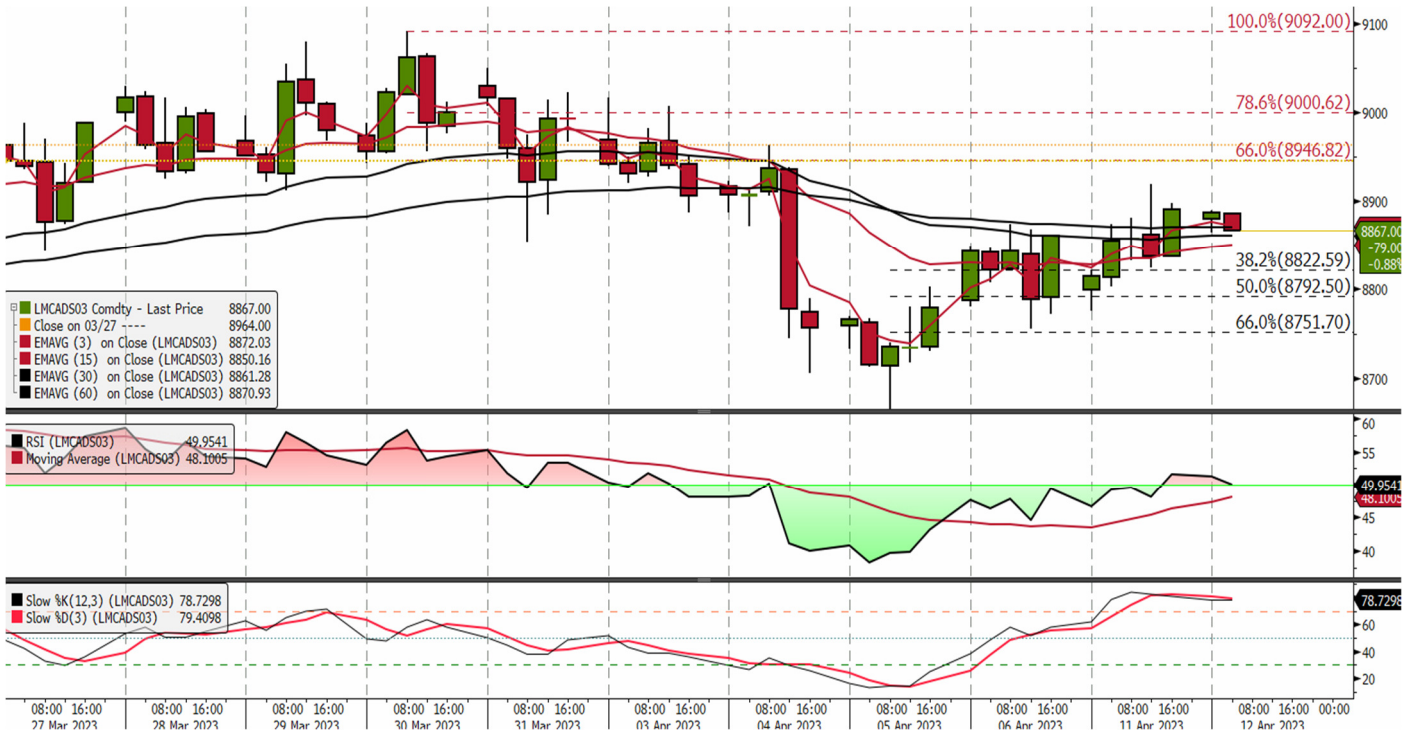 100.0%(9092.00)
9100
78.6%(9000.62)
9000
66.0%(8946.82)
8900
8867.00
-79.00
-0.88%
38.2%(8822.59)
8800
50.0%(8792.50)
66.0%(8751.70)
8700
LMCADS03 Comdty - Last Price 8867.00
Close on 03/27 ---- 8964.00
EMAVG (3) on Close (LMCADS03) 8872.03
EMAVG (15) on Close (LMCADS03) 8850.16
EMAVG (30) on Close (LMCADS03) 8861.28
EMAVG (60) on Close (LMCADS03) 8870.93
60
RSI (LMCADS03) 49.9541
Moving Average (LMCADS03) 48.1005
55
49.9541
48.1005
45
40
Slow %K(12,3) (LMCADS03) 78.7298
Slow %D(3) (LMCADS03) 79.4098
78.7298
60
40
20
08:00 16:00 08:00 16:00 08:00 16:00 08:00 16:00 08:00 16:00 08:00 16:00 08:00 16:00 08:00 16:00 08:00 16:00 08:00 16:00 08:00 16:00 00:00
27 Mar 2023 28 Mar 2023 29 Mar 2023 30 Mar 2023 31 Mar 2023 03 Apr 2023 04 Apr 2023 05 Apr 2023 06 Apr 2023 11 Apr 2023 12 Apr 2023